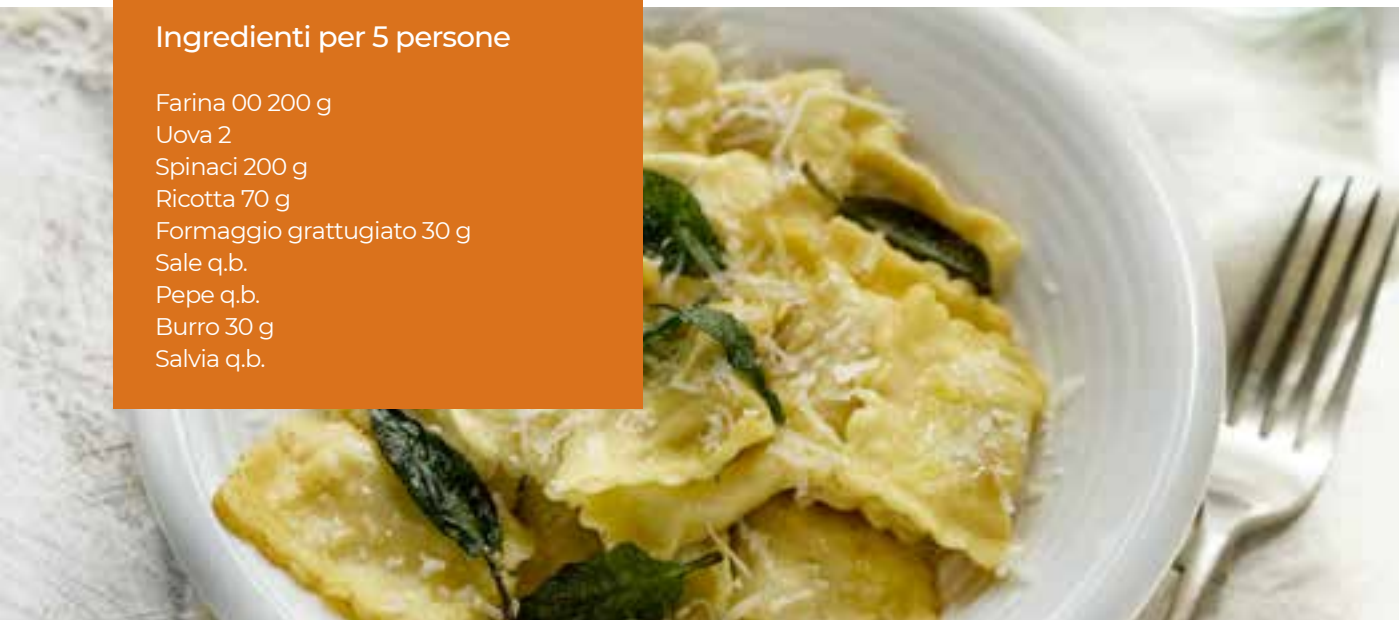 Ingredienti per 5 persone
Farina 00 200 g
Uova 2
Spinaci 200 g
Ricotta 70 g
Formaggio grattugiato 30 g
Sale q.b.
Pepe q.b.
Burro 30 g
Salvia q.b.